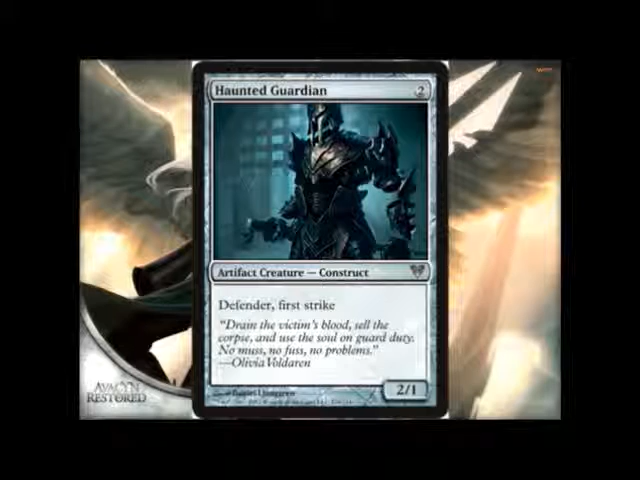 Haunted Guardian 2
Artifact Creature — Construct
Defender, first strike
"Drain the victim's blood, sell the
corpse, and use the soul on guard duty.
No muss, no fuss, no problems."
—Olivia Voldaren
2/1
AVACYN
RESTORED